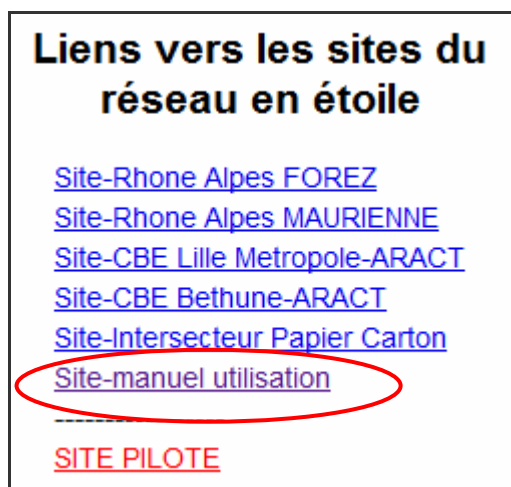 Liens vers les sites du
réseau en étoile
Site-Rhone Alpes FOREZ
Site-Rhone Alpes MAURIENNE
Site-CBE Lille Metropole-ARACT
Site-CBE Bethune-ARACT
Site-Intersecteur Papier Carton
Site-manuel utilisation
--------------------
SITE PILOTE